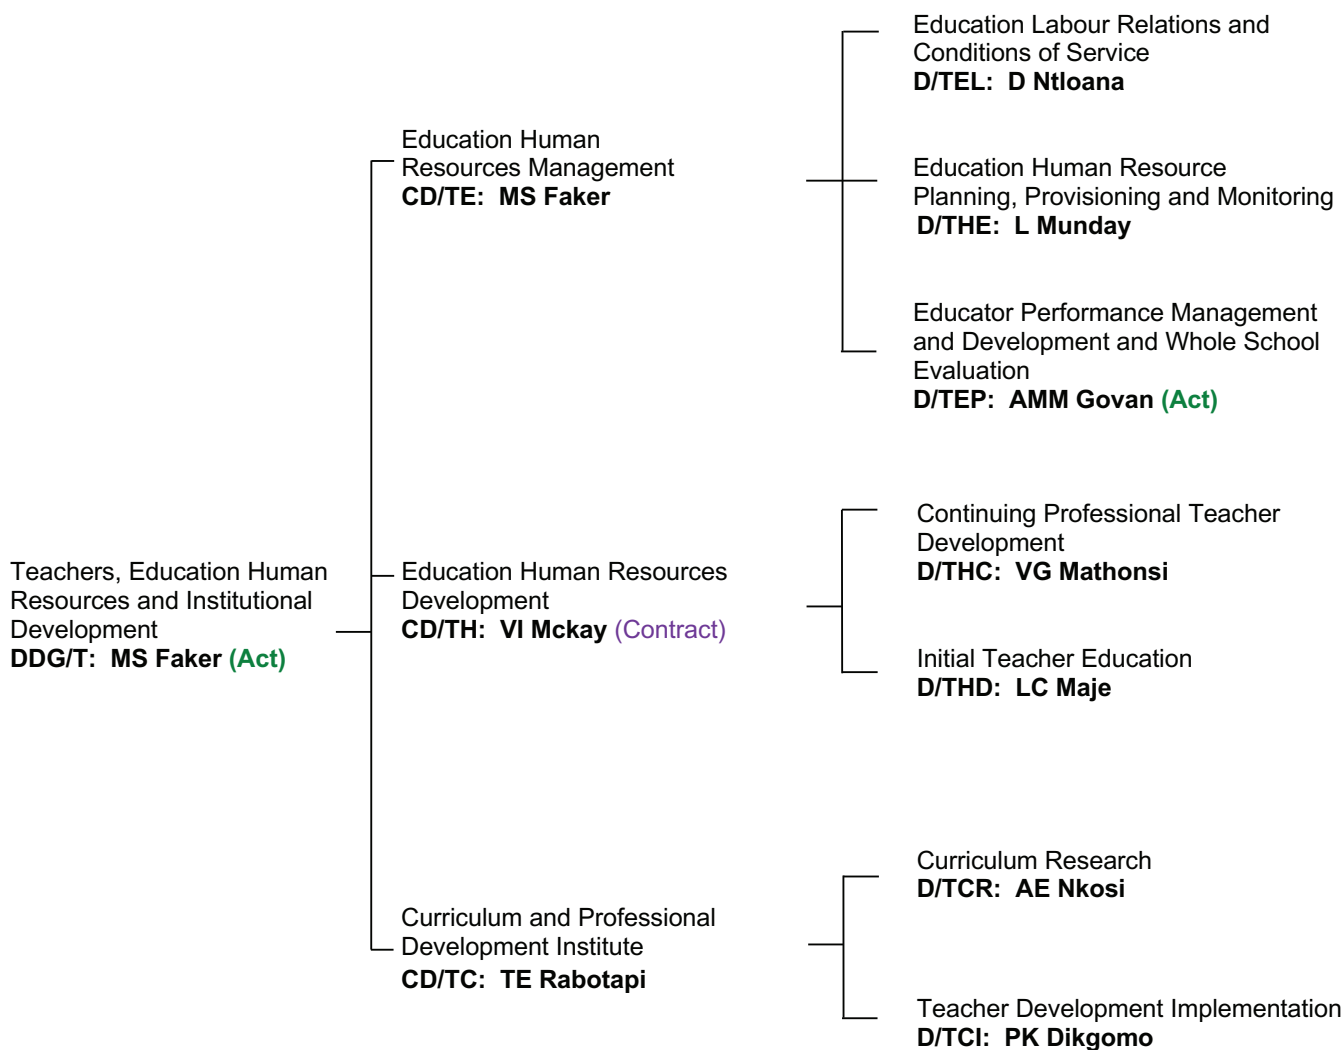 Teachers, Education Human
Resources and Institutional
Development
DDG/T: MS Faker (Act)
Education Human
Resources Management
CD/TE: MS Faker
Education Labour Relations and
Conditions of Service
D/TEL: D Ntloana
Education Human Resource
Planning, Provisioning and Monitoring
D/THE: L Munday
Educator Performance Management
and Development and Whole School
Evaluation
D/TEP: AMM Govan (Act)
Education Human Resources
Development
CD/TH: VI Mckay (Contract)
Continuing Professional Teacher
Development
D/THC: VG Mathonsi
Initial Teacher Education
D/THD: LC Maje
Curriculum and Professional
Development Institute
CD/TC: TE Rabotapi
Curriculum Research
D/TCR: AE Nkosi
Teacher Development Implementation
D/TCI: PK Dikgomo